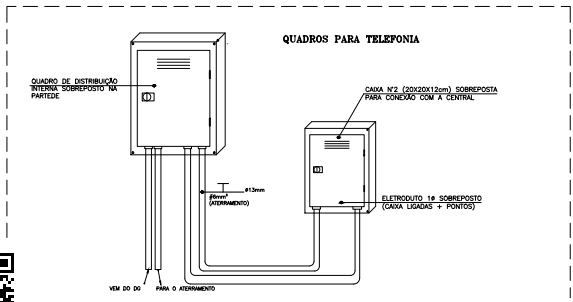 QUADROS PARA TELEFONIA
QUADRO DE DISTRIBUIÇÃO
INTERNA SOBREPOSTO NA
PARTEDE
CAIXA Nº2 (20X20X12cm) SOBREPOSTA
PARA CONEXÃO COM A CENTRAL
ø13mm
#6mm²
(ATERRAMENTO)
ELETRODUTO 1ø SOBREPOSTO
(CAIXA LIGADAS + PONTOS)
VEM DO DG
PARA O ATERRAMENTO